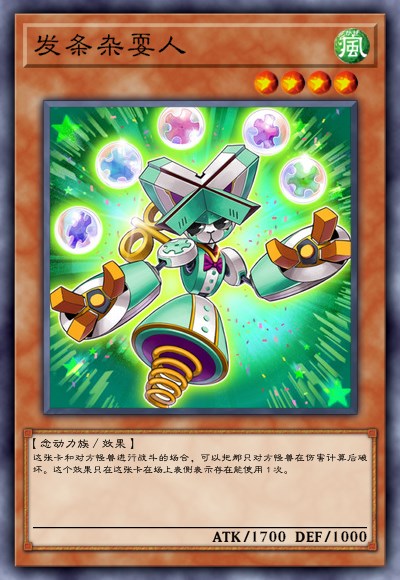 发条杂耍人
風
【念动力族／效果】
这张卡和对方怪兽进行战斗的场合，可以把那只对方怪兽在伤害计算后破
坏。这个效果只在这张卡在场上表侧表示存在能使用1次。
ATK/1700 DEF/1000